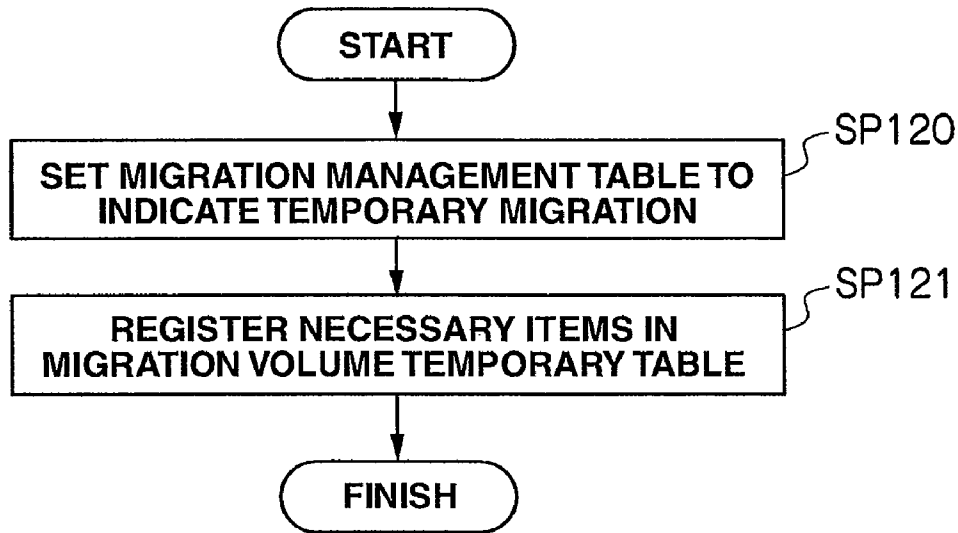 START
SP120
SET MIGRATION MANAGEMENT TABLE TO
INDICATE TEMPORARY MIGRATION
SP121
REGISTER NECESSARY ITEMS IN
MIGRATION VOLUME TEMPORARY TABLE
FINISH